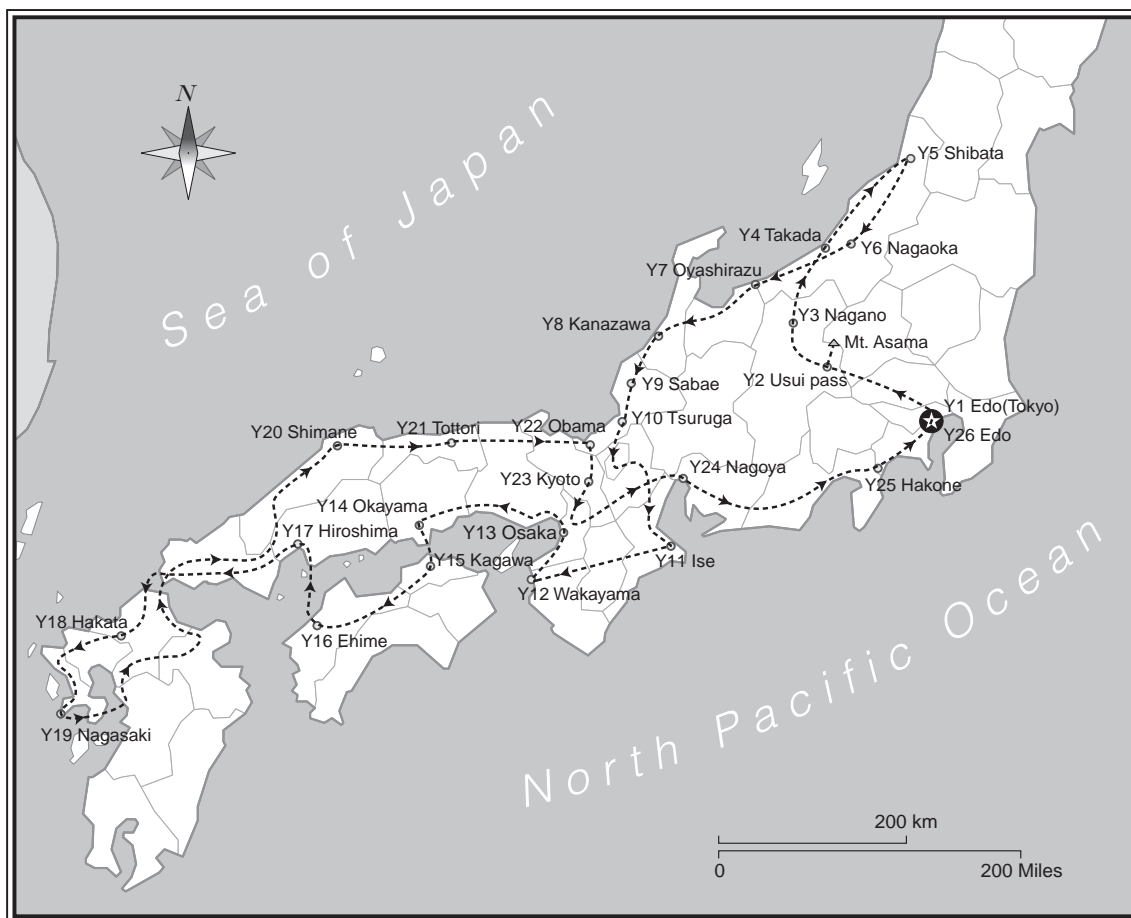 N
Sea of Japan
Y5 Shibata
Y4 Takada
Y6 Nagaoka
Y7 Oyashirazu
Y3 Nagano
Y8 Kanazawa
Mt. Asama
Y2 Usui pass
Y9 Sabae
Y1 Edo(Tokyo)
Y10 Tsuruga
Y22 Obama
Y21 Tottori
Y20 Shimane
Y26 Edo
Y24 Nagoya
Y23 Kyoto
Y25 Hakone
Y14 Okayama
Y17 Hiroshima
Y13 Osaka
Y11 Ise
Y15 Kagawa
Y12 Wakayama
Y18 Hakata
Y16 Ehime
Y19 Nagasaki
North Pacific Ocean
200 km
0
200 Miles